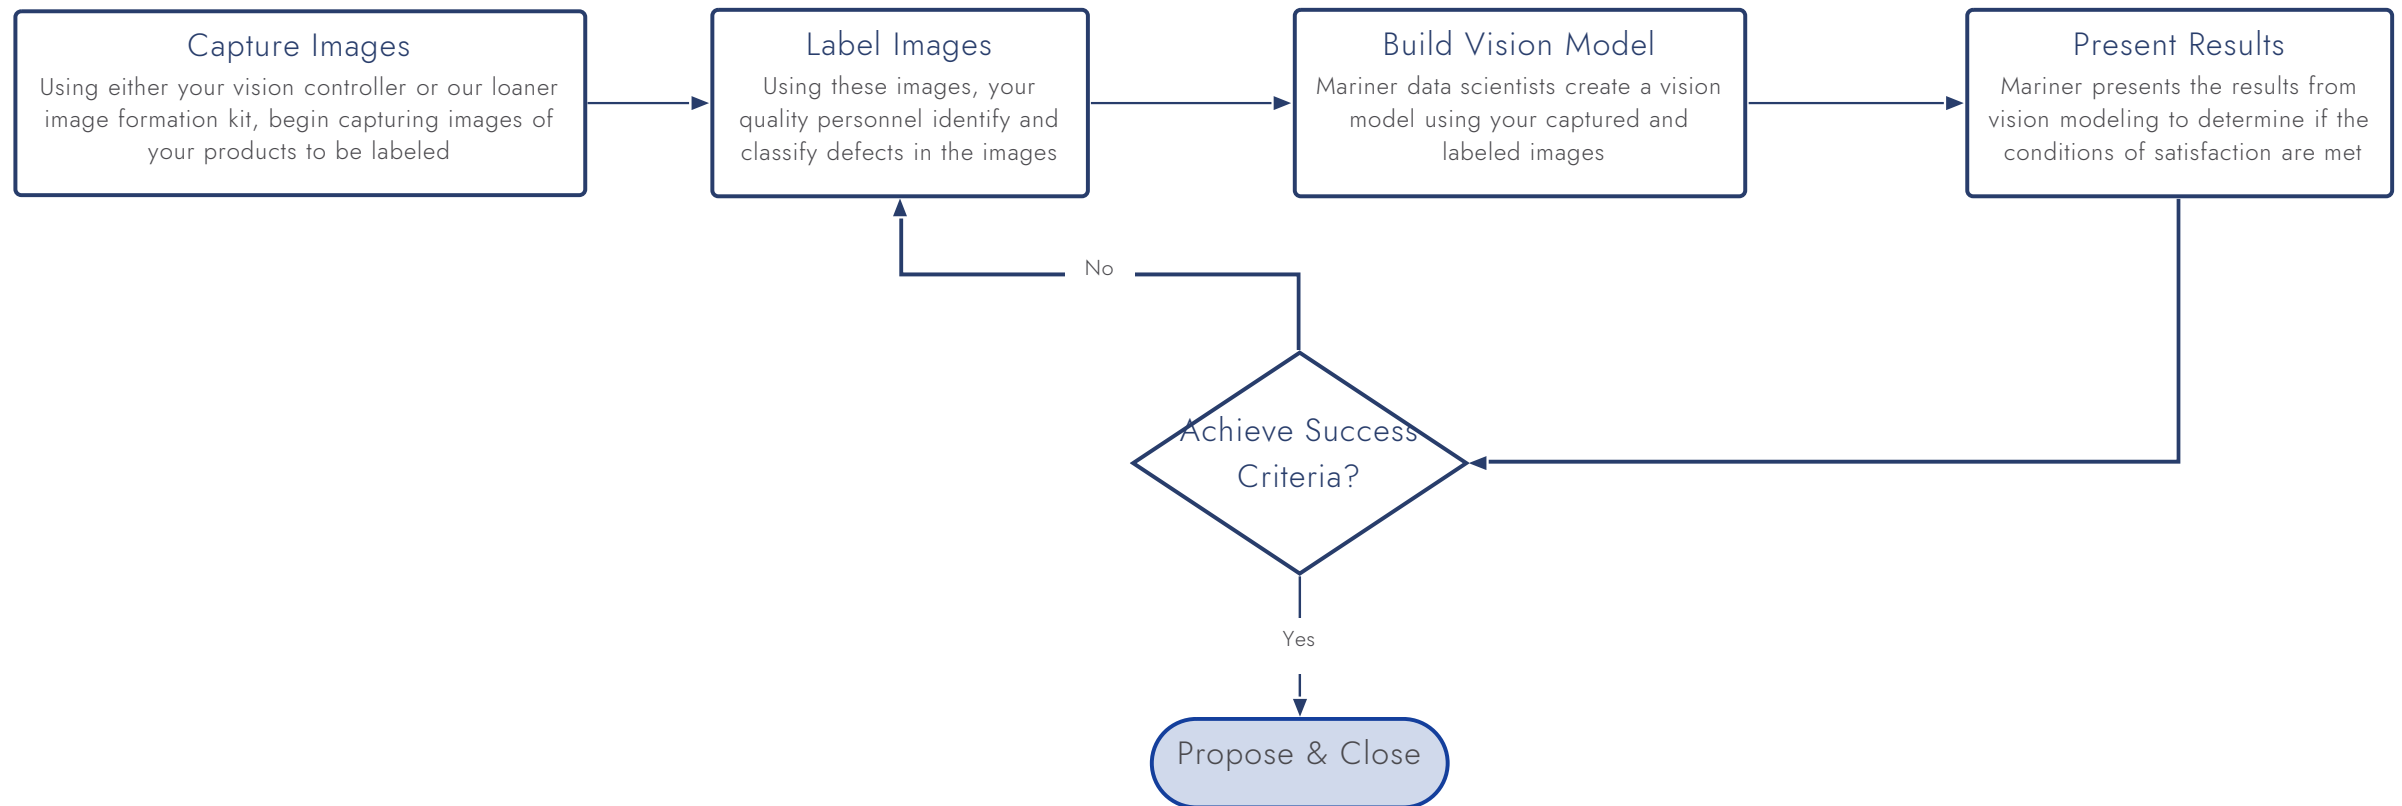 Capture Images
Using either your vision controller or our loaner
image formation kit, begin capturing images of
your products to be labeled
Label Images
Using these images, your
quality personnel identify and
classify defects in the images
Build Vision Model
Mariner data scientists create a vision
model using your captured and
labeled images
Present Results
Mariner presents the results from
vision modeling to determine if the
conditions of satisfaction are met
No
Achieve Success
Criteria?
Yes
Propose & Close